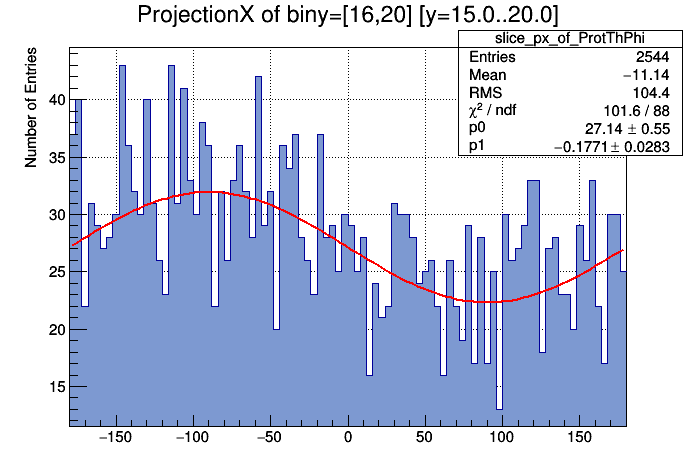 ProjectionX of biny=[16,20] [y=15.0..20.0]
slice_px_of_ProtThPhi
Entries 2544
Mean −11.14
RMS 104.4
χ² / ndf 101.6 / 88
p0 27.14 ± 0.55
p1 −0.1771 ± 0.0283
Number of Entries
40
35
30
25
20
15
−150 −100 −50 0 50 100 150